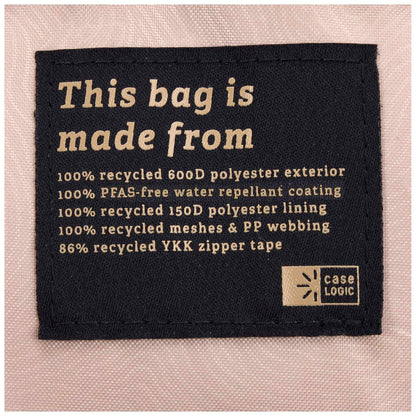 This bag is
made from
100% recycled 600D polyester exterior
100% PFAS-free water repellant coating
100% recycled 150D polyester lining
100% recycled meshes & PP webbing
86% recycled YKK zipper tape
case
LOGIC